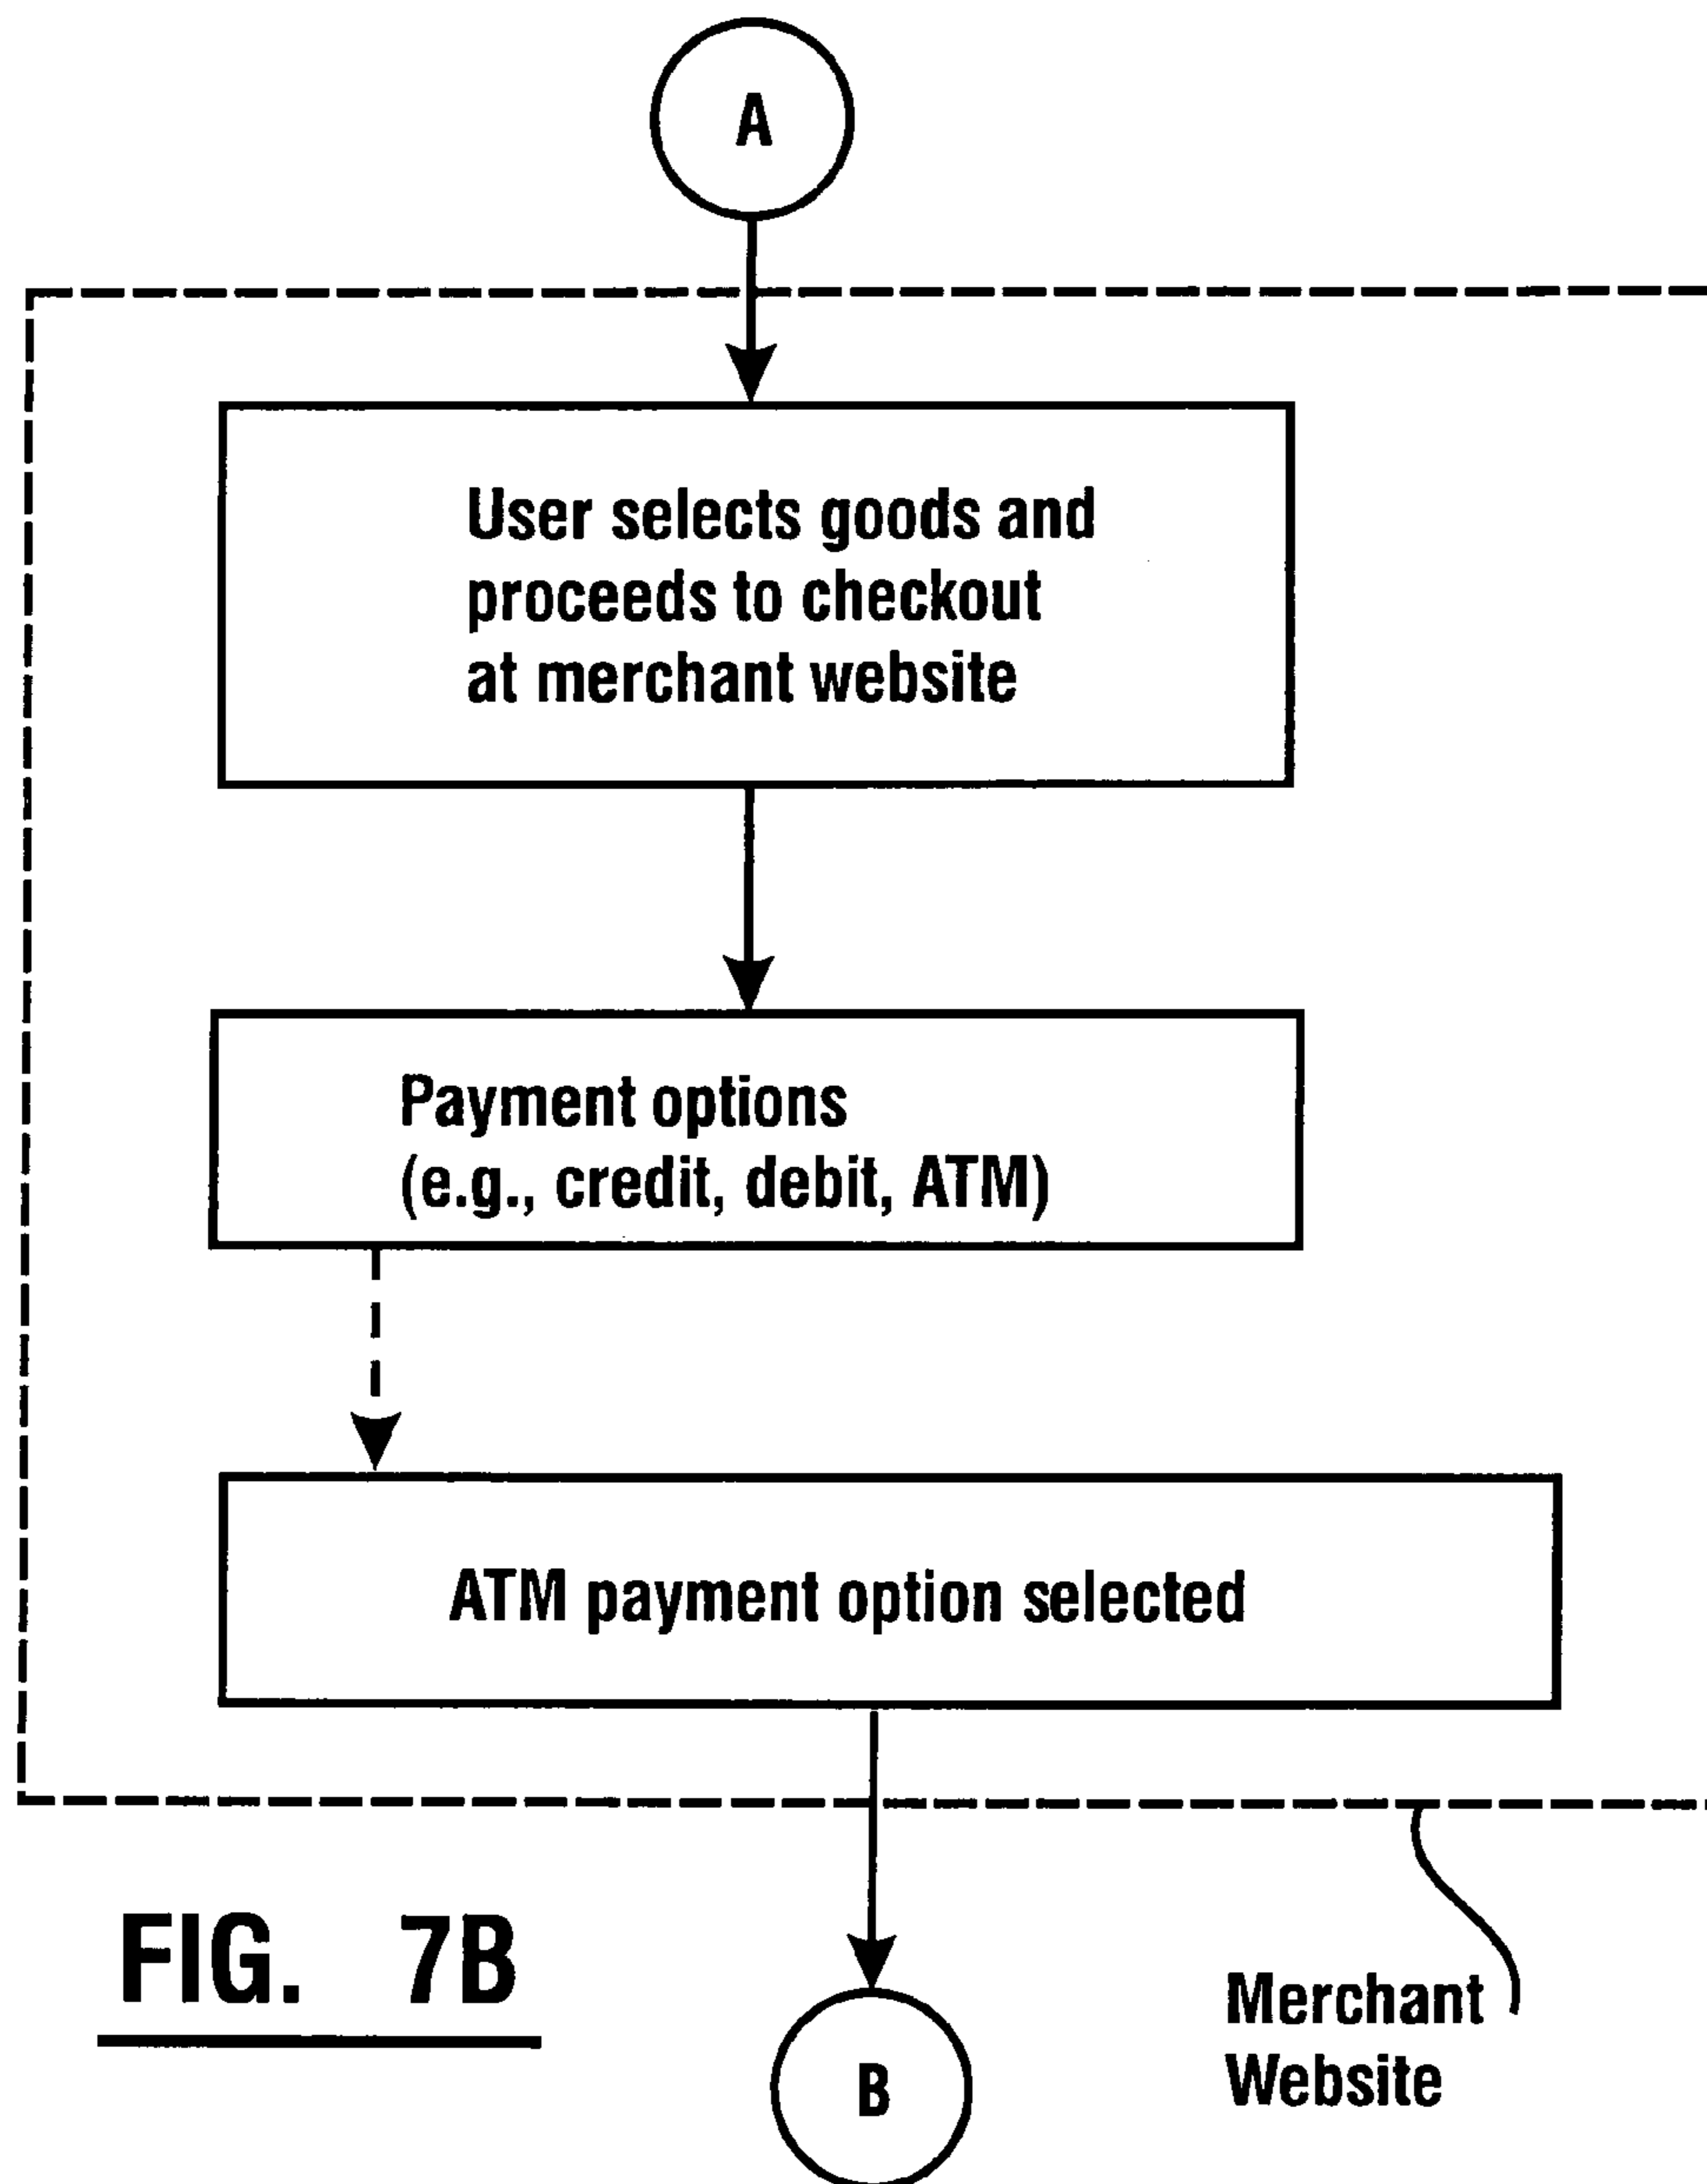 A
User selects goods and
proceeds to checkout
at merchant website
Payment options
(e.g., credit, debit, ATM)
ATM payment option selected
FIG. 7B
B
Merchant
Website